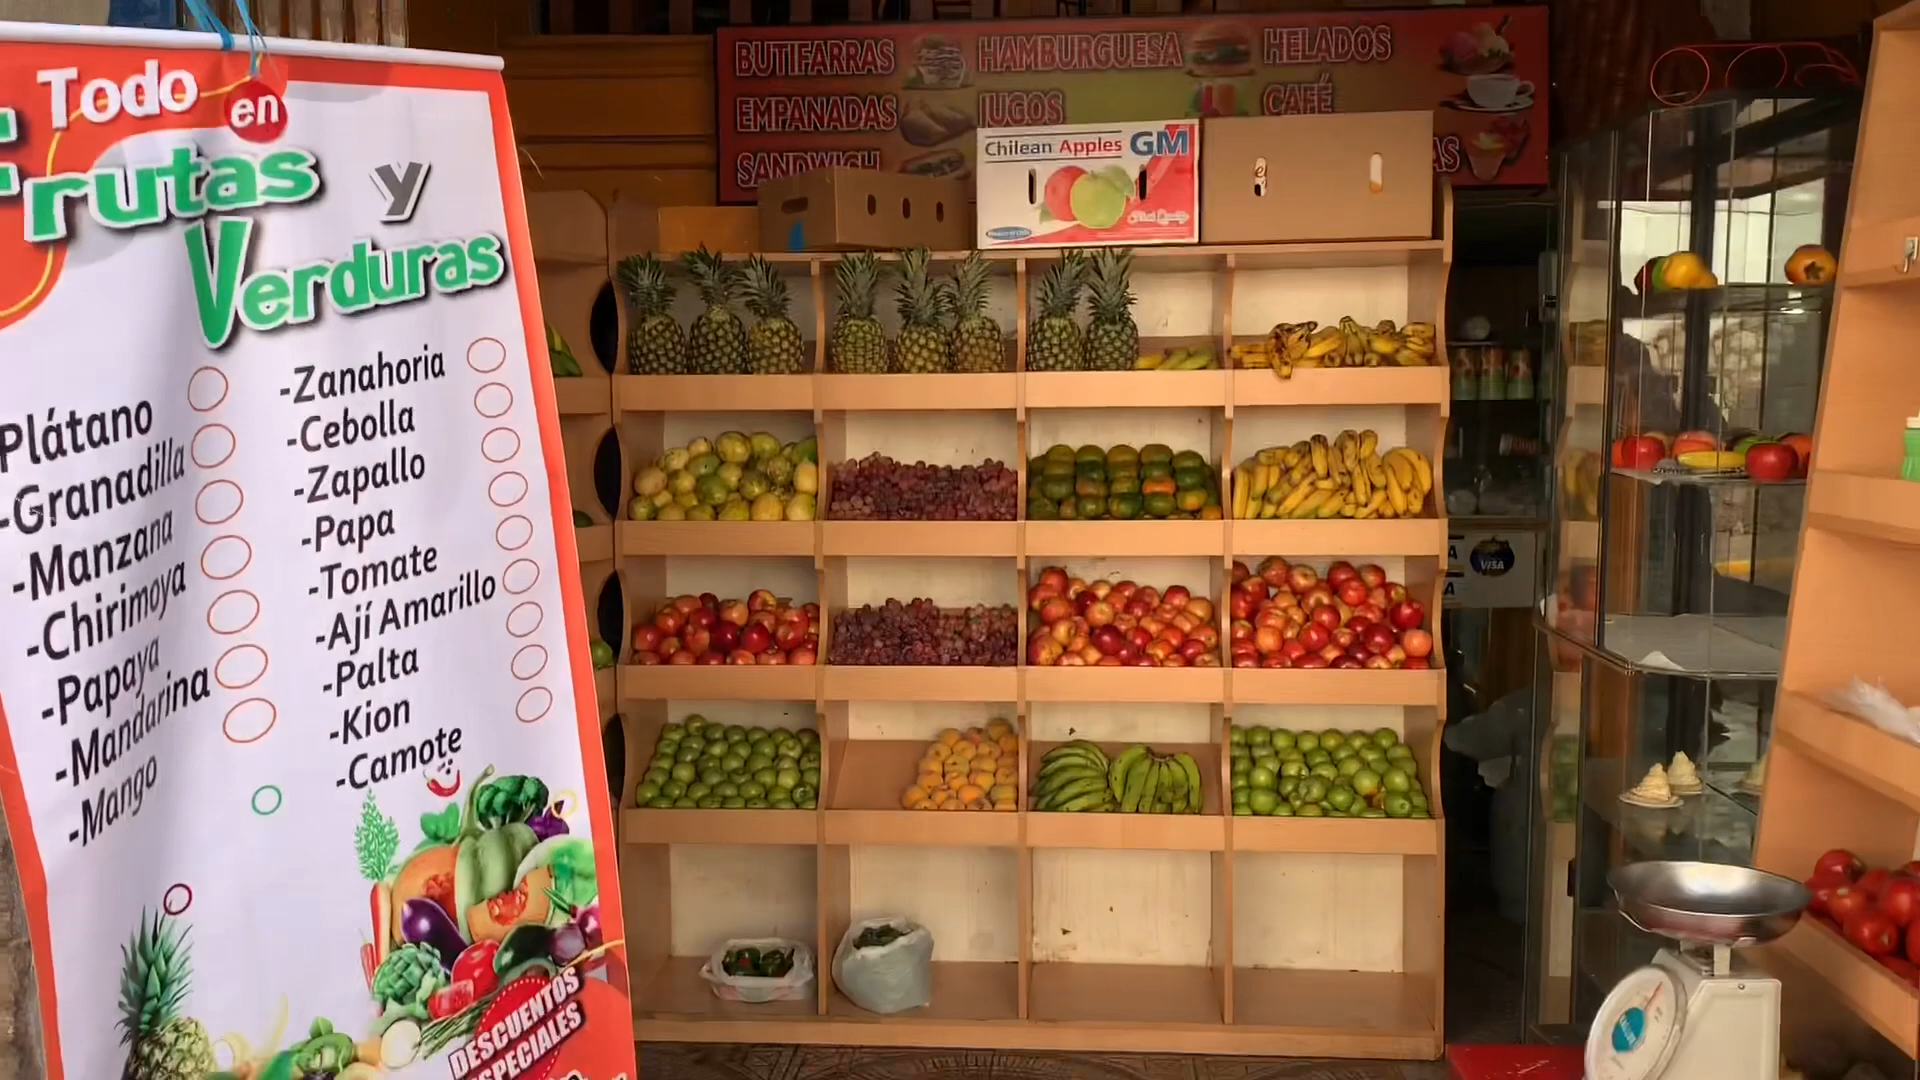 Todo
en
Frutas
y
Verduras
Plátano
-Granadilla
-Manzana
-Chirimoya
-Papaya
-Mandarina
-Mango
-Zanahoria
-Cebolla
-Zapallo
-Papa
-Tomate
-Ají Amarillo
-Palta
-Kion
-Camote
DESCUENTOS
ESPECIALES
BUTIFARRAS HAMBURGUESA HELADOS
EMPANADAS JUGOS CAFÉ
SANDWICH
Chilean Apples GM
VISA